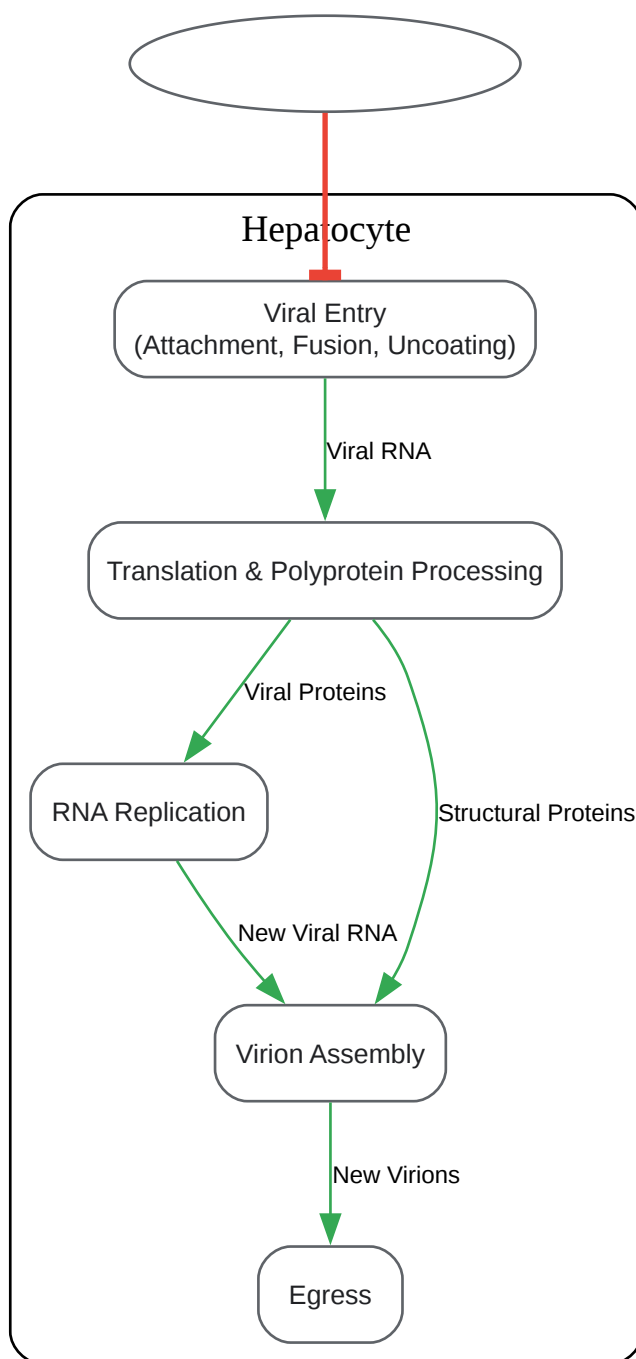 Hepatocyte
Viral Entry
(Attachment, Fusion, Uncoating)
Viral RNA
Translation & Polyprotein Processing
Viral Proteins
RNA Replication
Structural Proteins
New Viral RNA
Virion Assembly
New Virions
Egress